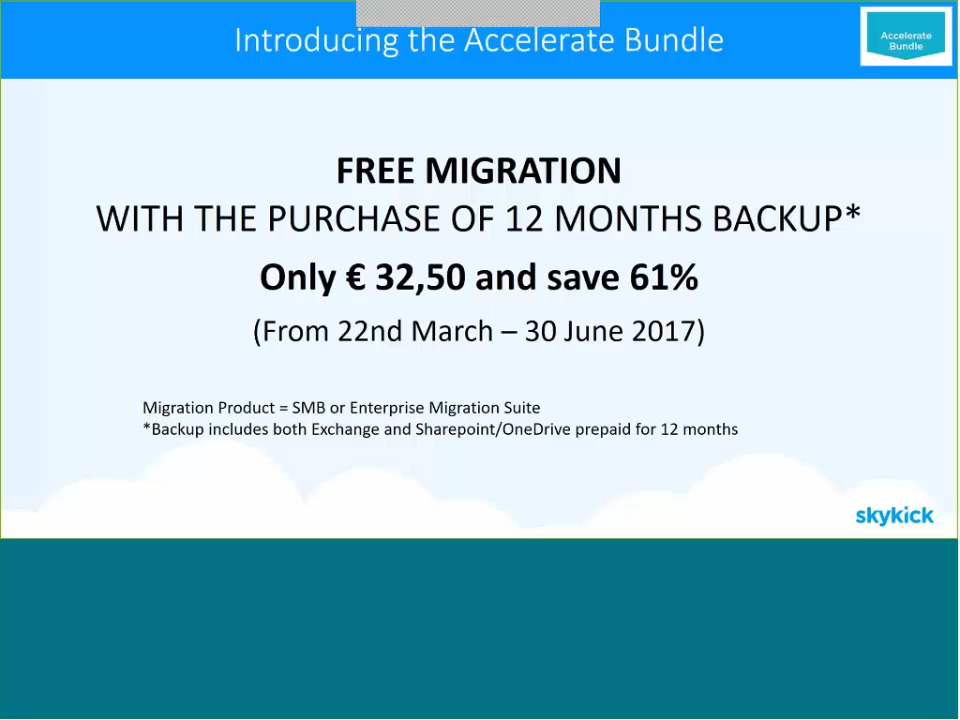 Introducing the Accelerate Bundle
Accelerate
Bundle
FREE MIGRATION
WITH THE PURCHASE OF 12 MONTHS BACKUP*
Only € 32,50 and save 61%
(From 22nd March – 30 June 2017)
Migration Product = SMB or Enterprise Migration Suite
*Backup includes both Exchange and Sharepoint/OneDrive prepaid for 12 months
skykick